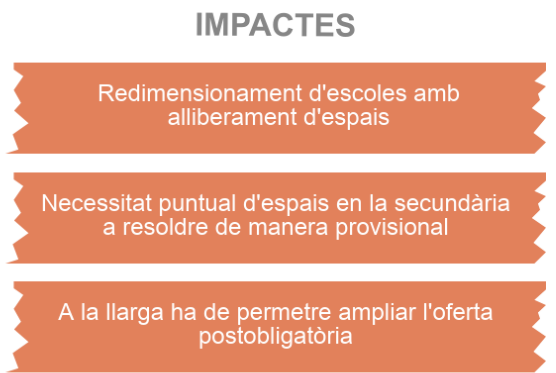 IMPACTES
Redimensionament d'escoles amb
alliberament d'espais
Necessitat puntual d'espais en la secundària
a resoldre de manera provisional
A la llarga ha de permetre ampliar l'oferta
postobligatòria